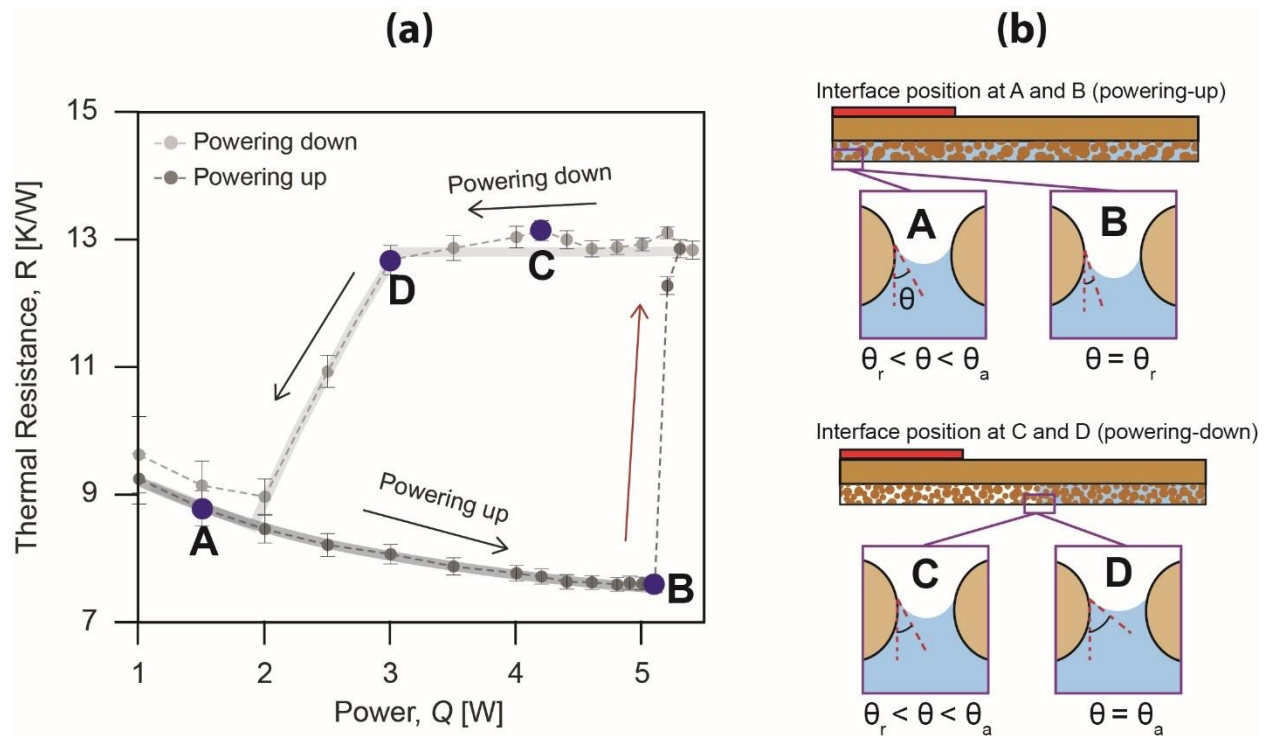 (a)
15
13
11
9
7
Thermal Resistance, R [K/W]
Powering down
Powering up
Powering down
C
D
Powering up
A
B
1
2
3
4
5
Power, Q [W]
(b)
Interface position at A and B (powering-up)
A
θ
θr < θ < θa
B
θ = θr
Interface position at C and D (powering-down)
C
θr < θ < θa
D
θ = θa